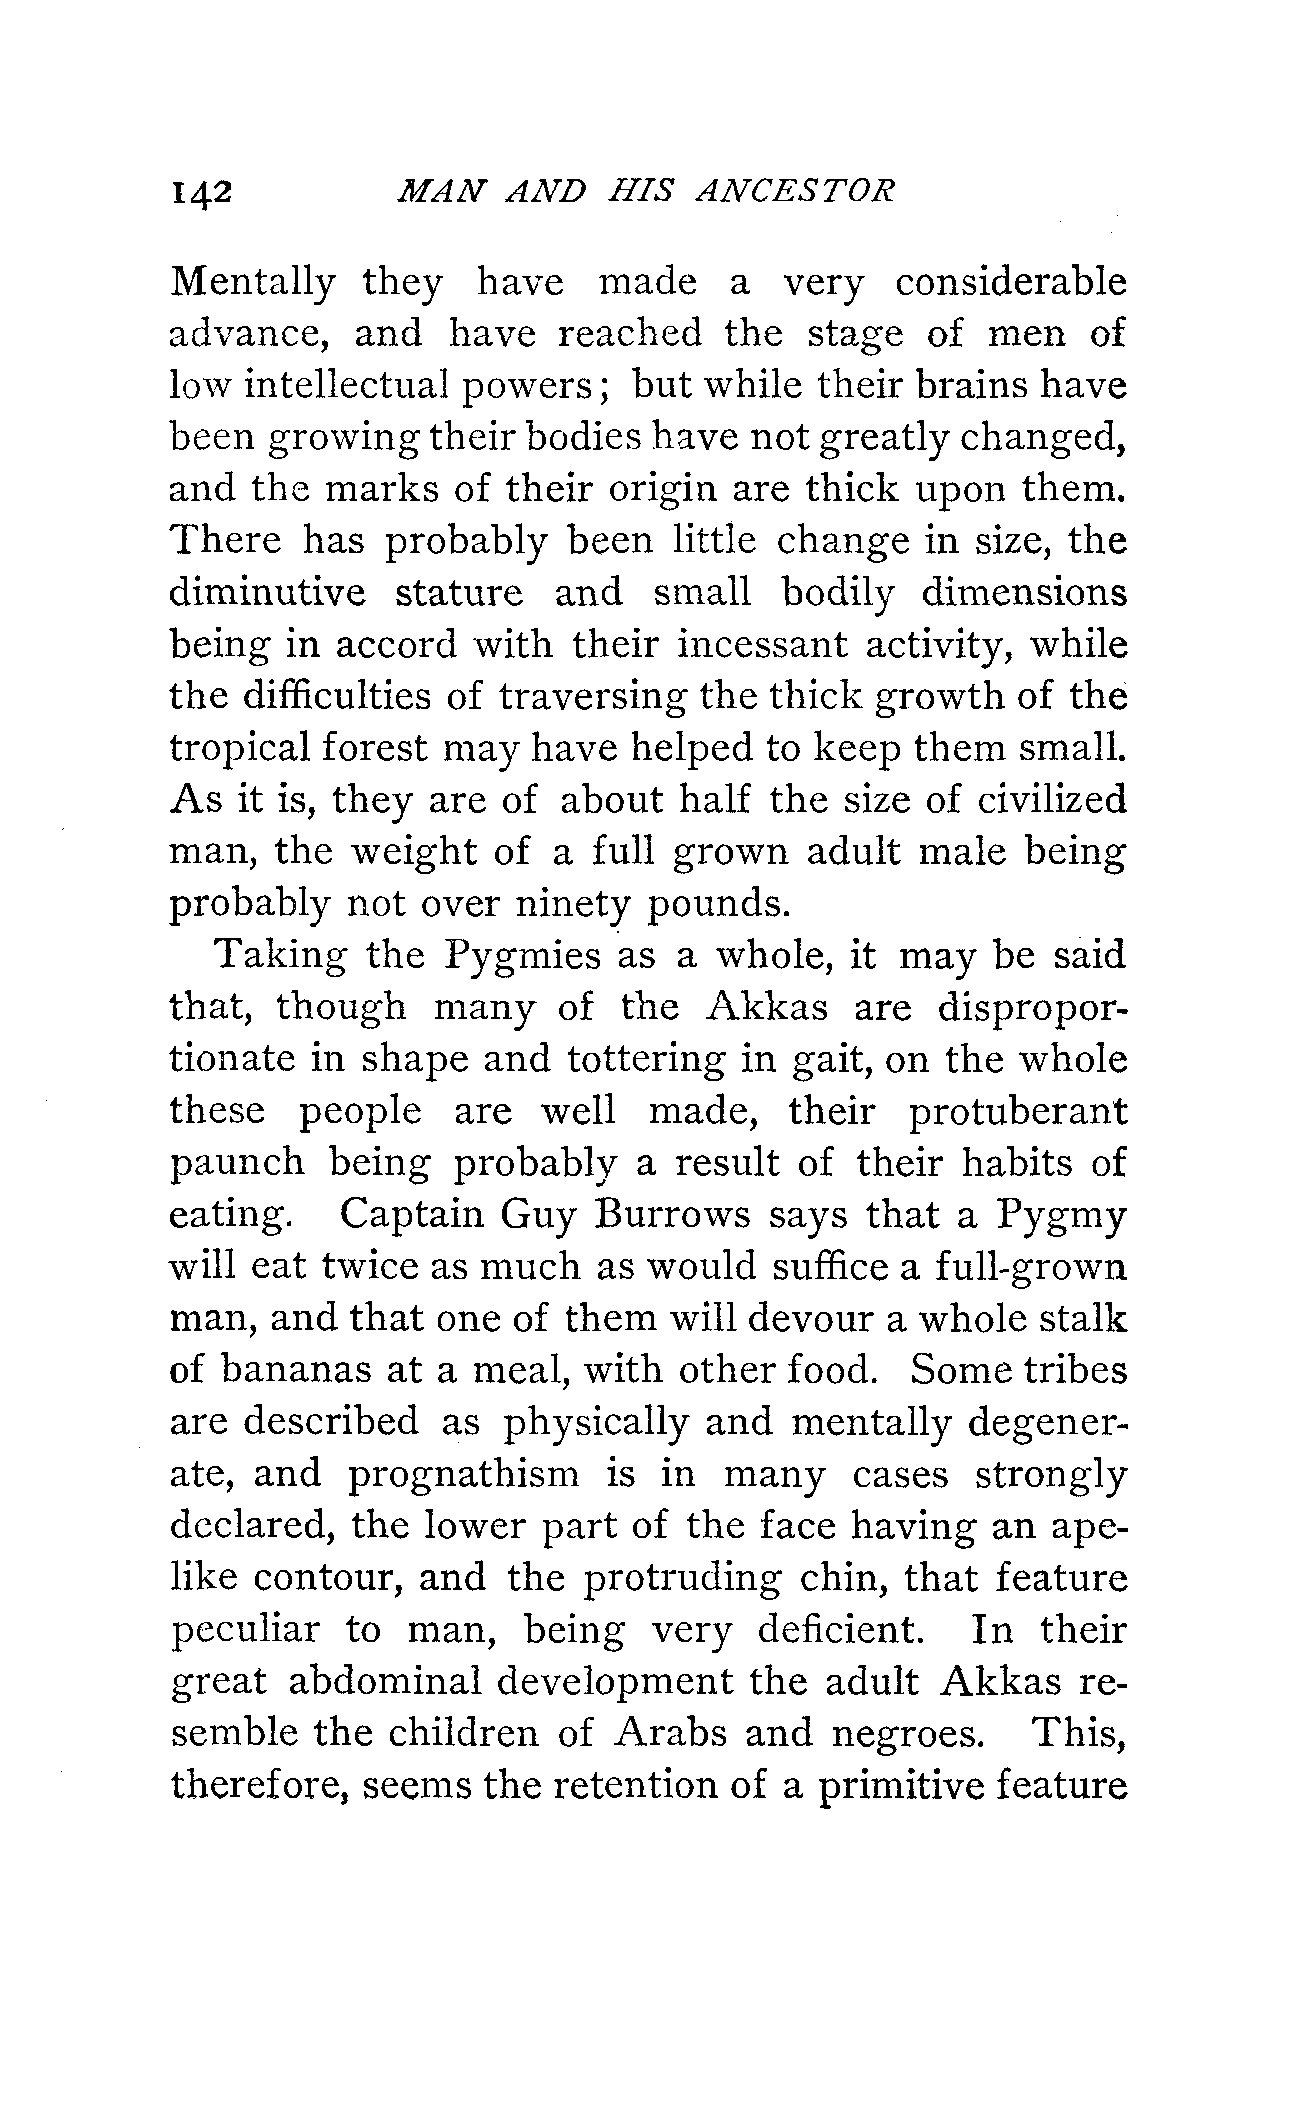 142 MAN AND HIS ANCESTOR
Mentally they have made a very considerable
advance, and have reached the stage of men of
low intellectual powers; but while their brains have
been growing their bodies have not greatly changed,
and the marks of their origin are thick upon them.
There has probably been little change in size, the
diminutive stature and small bodily dimensions
being in accord with their incessant activity, while
the difficulties of traversing the thick growth of the
tropical forest may have helped to keep them small.
As it is, they are of about half the size of civilized
man, the weight of a full grown adult male being
probably not over ninety pounds.
Taking the Pygmies as a whole, it may be said
that, though many of the Akkas are dispropor-
tionate in shape and tottering in gait, on the whole
these people are well made, their protuberant
paunch being probably a result of their habits of
eating. Captain Guy Burrows says that a Pygmy
will eat twice as much as would suffice a full-grown
man, and that one of them will devour a whole stalk
of bananas at a meal, with other food. Some tribes
are described as physically and mentally degener-
ate, and prognathism is in many cases strongly
declared, the lower part of the face having an ape-
like contour, and the protruding chin, that feature
peculiar to man, being very deficient. In their
great abdominal development the adult Akkas re-
semble the children of Arabs and negroes. This,
therefore, seems the retention of a primitive feature